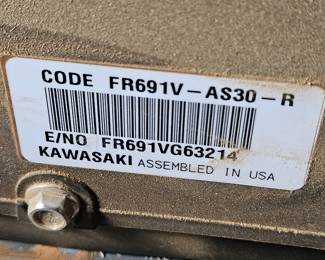 CODE FR691V-AS30-R
E/NO FR691VG63214
KAWASAKI ASSEMBLED IN USA